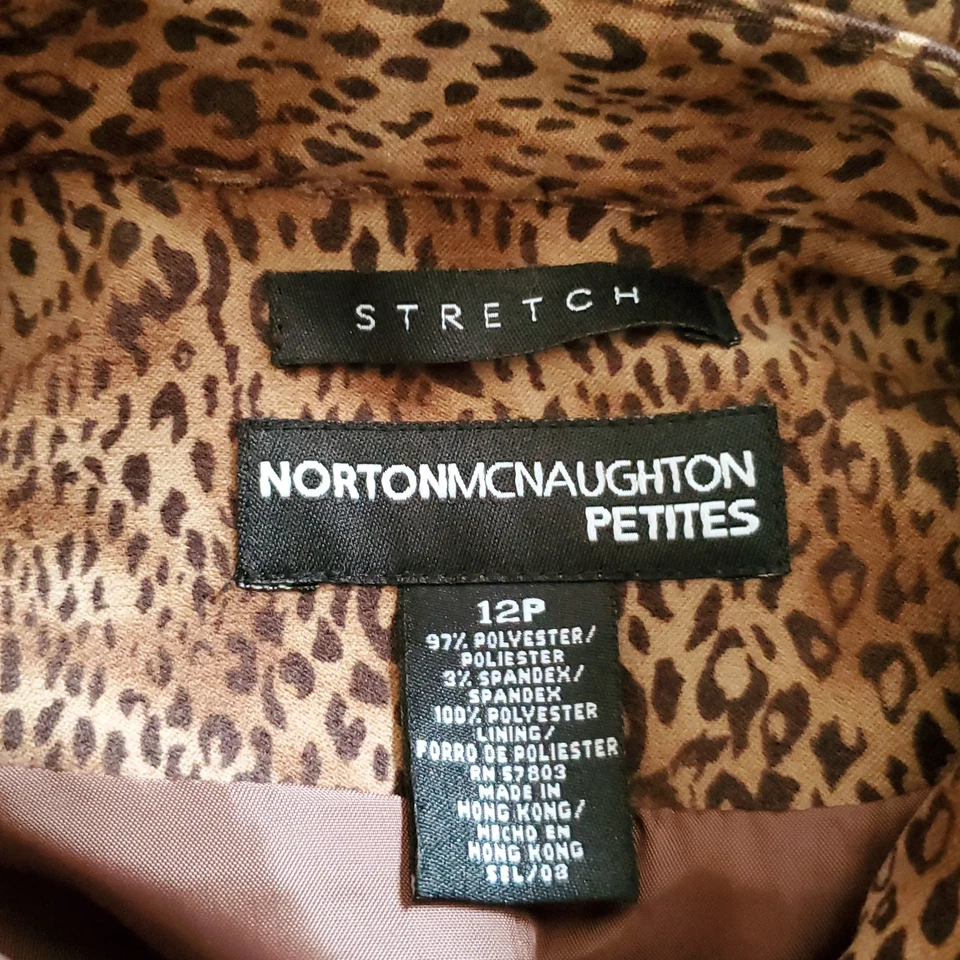 STRETCH
NORTONMCNAUGHTON
PETITES
12P
97% POLYESTER/
POLIESTER
3% SPANDEX/
SPANDEX
100% POLYESTER
LINING/
FORRO DE POLIESTER
RN 57803
MADE IN
HONG KONG/
HECHO EN
HONG KONG
SEL/03